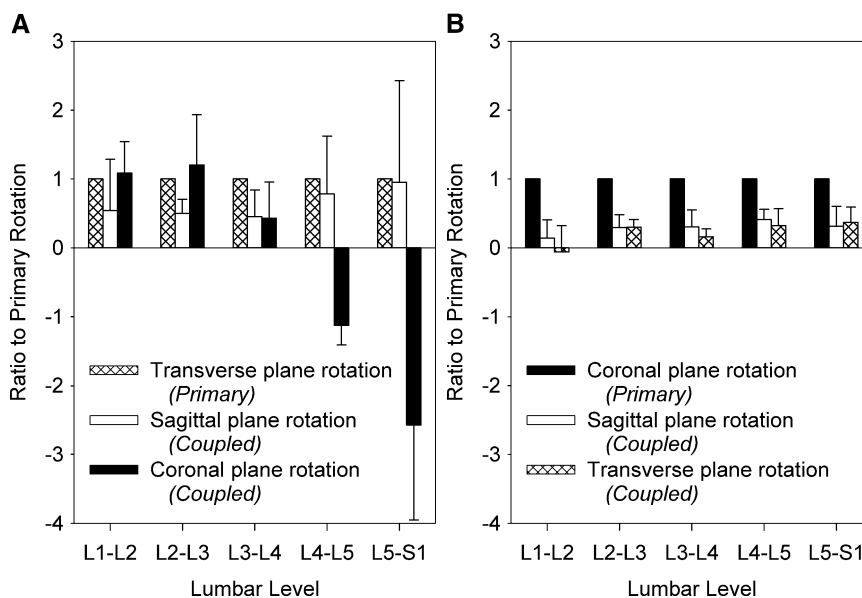 A
3
2
1
0
-1
-2
-3
-4
Ratio to Primary Rotation
Transverse plane rotation
(Primary)
Sagittal plane rotation
(Coupled)
Coronal plane rotation
(Coupled)
L1-L2 L2-L3 L3-L4 L4-L5 L5-S1
Lumbar Level
B
3
2
1
0
-1
-2
-3
-4
Ratio to Primary Rotation
Coronal plane rotation
(Primary)
Sagittal plane rotation
(Coupled)
Transverse plane rotation
(Coupled)
L1-L2 L2-L3 L3-L4 L4-L5 L5-S1
Lumbar Level